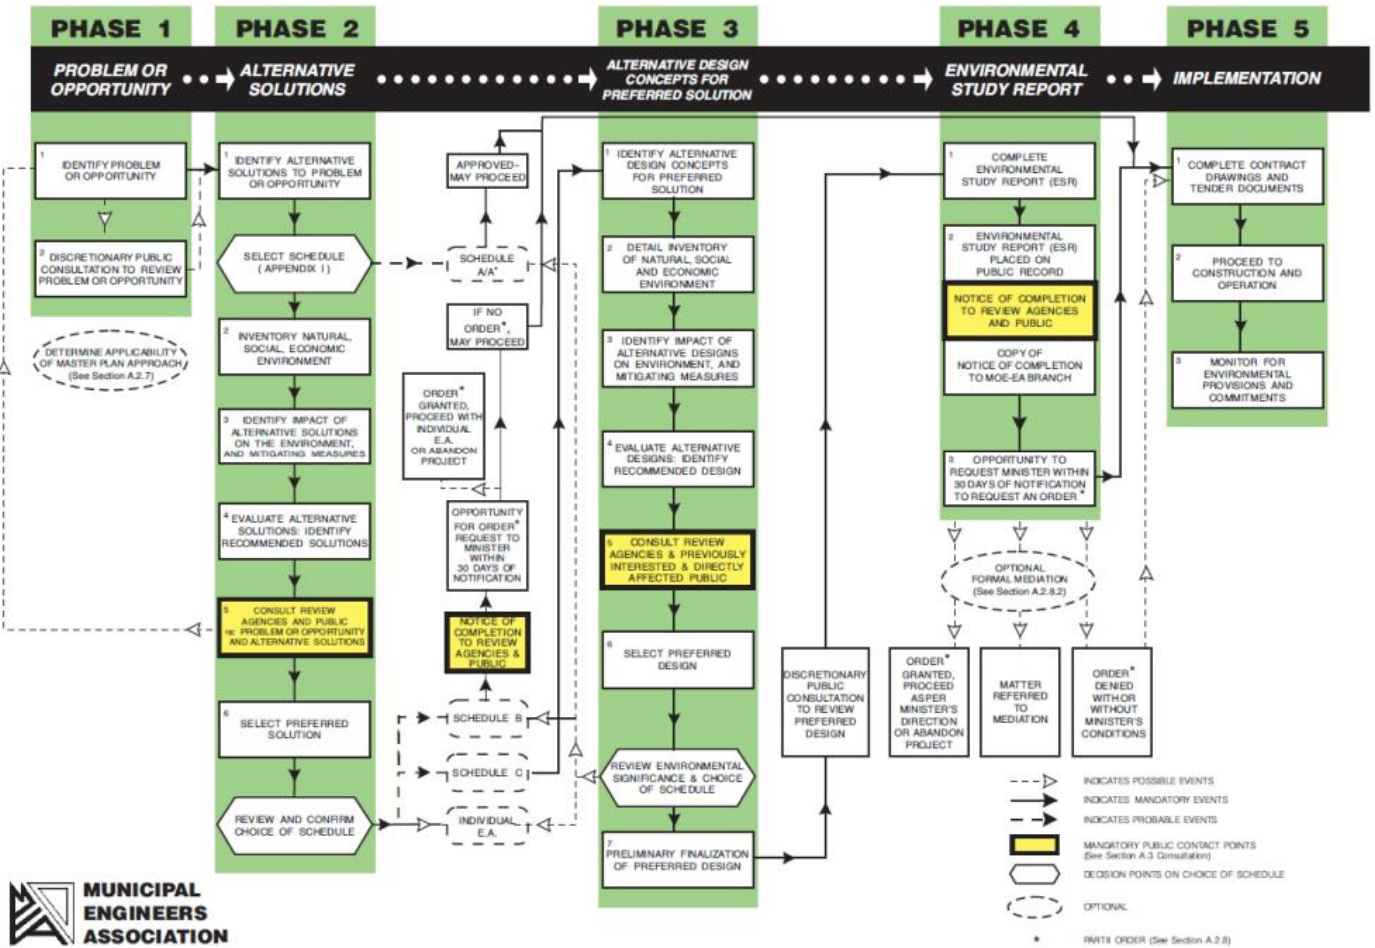 PHASE 1
PHASE 2
PHASE 3
PHASE 4
PHASE 5
PROBLEM OR
OPPORTUNITY
ALTERNATIVE
SOLUTIONS
ALTERNATIVE DESIGN
CONCEPTS FOR
PREFERRED SOLUTION
ENVIRONMENTAL
STUDY REPORT
IMPLEMENTATION
1
IDENTIFY PROBLEM
OR OPPORTUNITY
2 DISCRETIONARY PUBLIC
CONSULTATION TO REVIEW
PROBLEM OR OPPORTUNITY
DETERMINE APPLICABILITY
OF MASTER PLAN APPROACH
(See Section A.2.7)
1
IDENTIFY ALTERNATIVE
SOLUTIONS TO PROBLEM
OR OPPORTUNITY
SELECT SCHEDULE
( APPENDIX I )
2
INVENTORY NATURAL,
SOCIAL, ECONOMIC
ENVIRONMENT
3 IDENTIFY IMPACT OF
ALTERNATIVE SOLUTIONS
ON THE ENVIRONMENT,
AND MITIGATING MEASURES
4 EVALUATE ALTERNATIVE
SOLUTIONS: IDENTIFY
RECOMMENDED SOLUTIONS
5 CONSULT REVIEW
AGENCIES AND PUBLIC
RE: PROBLEM OR OPPORTUNITY
AND ALTERNATIVE SOLUTIONS
6
SELECT PREFERRED
SOLUTION
REVIEW AND CONFIRM
CHOICE OF SCHEDULE
APPROVED-
MAY PROCEED
SCHEDULE
A/A+
IF NO
ORDER*,
MAY PROCEED
ORDER*
GRANTED,
PROCEED WITH
INDIVIDUAL
E.A.
OR ABANDON
PROJECT
OPPORTUNITY
FOR ORDER*
REQUEST TO
MINISTER
WITHIN
30 DAYS OF
NOTIFICATION
NOTICE OF
COMPLETION
TO REVIEW
AGENCIES &
PUBLIC
SCHEDULE B
SCHEDULE C
INDIVIDUAL
E.A.
1 IDENTIFY ALTERNATIVE
DESIGN CONCEPTS
FOR PREFERRED
SOLUTION
2 DETAIL INVENTORY
OF NATURAL, SOCIAL
AND ECONOMIC
ENVIRONMENT
3 IDENTIFY IMPACT OF
ALTERNATIVE DESIGNS
ON ENVIRONMENT, AND
MITIGATING MEASURES
4 EVALUATE ALTERNATIVE
DESIGNS: IDENTIFY
RECOMMENDED DESIGN
5 CONSULT REVIEW
AGENCIES & PREVIOUSLY
INTERESTED & DIRECTLY
AFFECTED PUBLIC
6
SELECT PREFERRED
DESIGN
REVIEW ENVIRONMENTAL
SIGNIFICANCE & CHOICE
OF SCHEDULE
7
PRELIMINARY FINALIZATION
OF PREFERRED DESIGN
DISCRETIONARY
PUBLIC
CONSULTATION
TO REVIEW
PREFERRED
DESIGN
1
COMPLETE
ENVIRONMENTAL
STUDY REPORT (ESR)
2 ENVIRONMENTAL
STUDY REPORT (ESR)
PLACED ON
PUBLIC RECORD
NOTICE OF COMPLETION
TO REVIEW AGENCIES
AND PUBLIC
COPY OF
NOTICE OF COMPLETION
TO MOE-EA BRANCH
3 OPPORTUNITY TO
REQUEST MINISTER WITHIN
30 DAYS OF NOTIFICATION
TO REQUEST AN ORDER*
OPTIONAL
FORMAL MEDIATION
(See Section A.2.8.2)
ORDER*
GRANTED,
PROCEED
AS PER
MINISTER'S
DIRECTION
OR ABANDON
PROJECT
MATTER
REFERRED
TO
MEDIATION
ORDER*
DENIED
WITH OR
WITHOUT
MINISTER'S
CONDITIONS
1
COMPLETE CONTRACT
DRAWINGS AND
TENDER DOCUMENTS
2
PROCEED TO
CONSTRUCTION AND
OPERATION
3
MONITOR FOR
ENVIRONMENTAL
PROVISIONS AND
COMMITMENTS
INDICATES POSSIBLE EVENTS
INDICATES MANDATORY EVENTS
INDICATES PROBABLE EVENTS
MANDATORY PUBLIC CONTACT POINTS
(See Section A.3 Consultation)
DECISION POINTS ON CHOICE OF SCHEDULE
OPTIONAL
* PART II ORDER (See Section A.2.8)
MUNICIPAL
ENGINEERS
ASSOCIATION